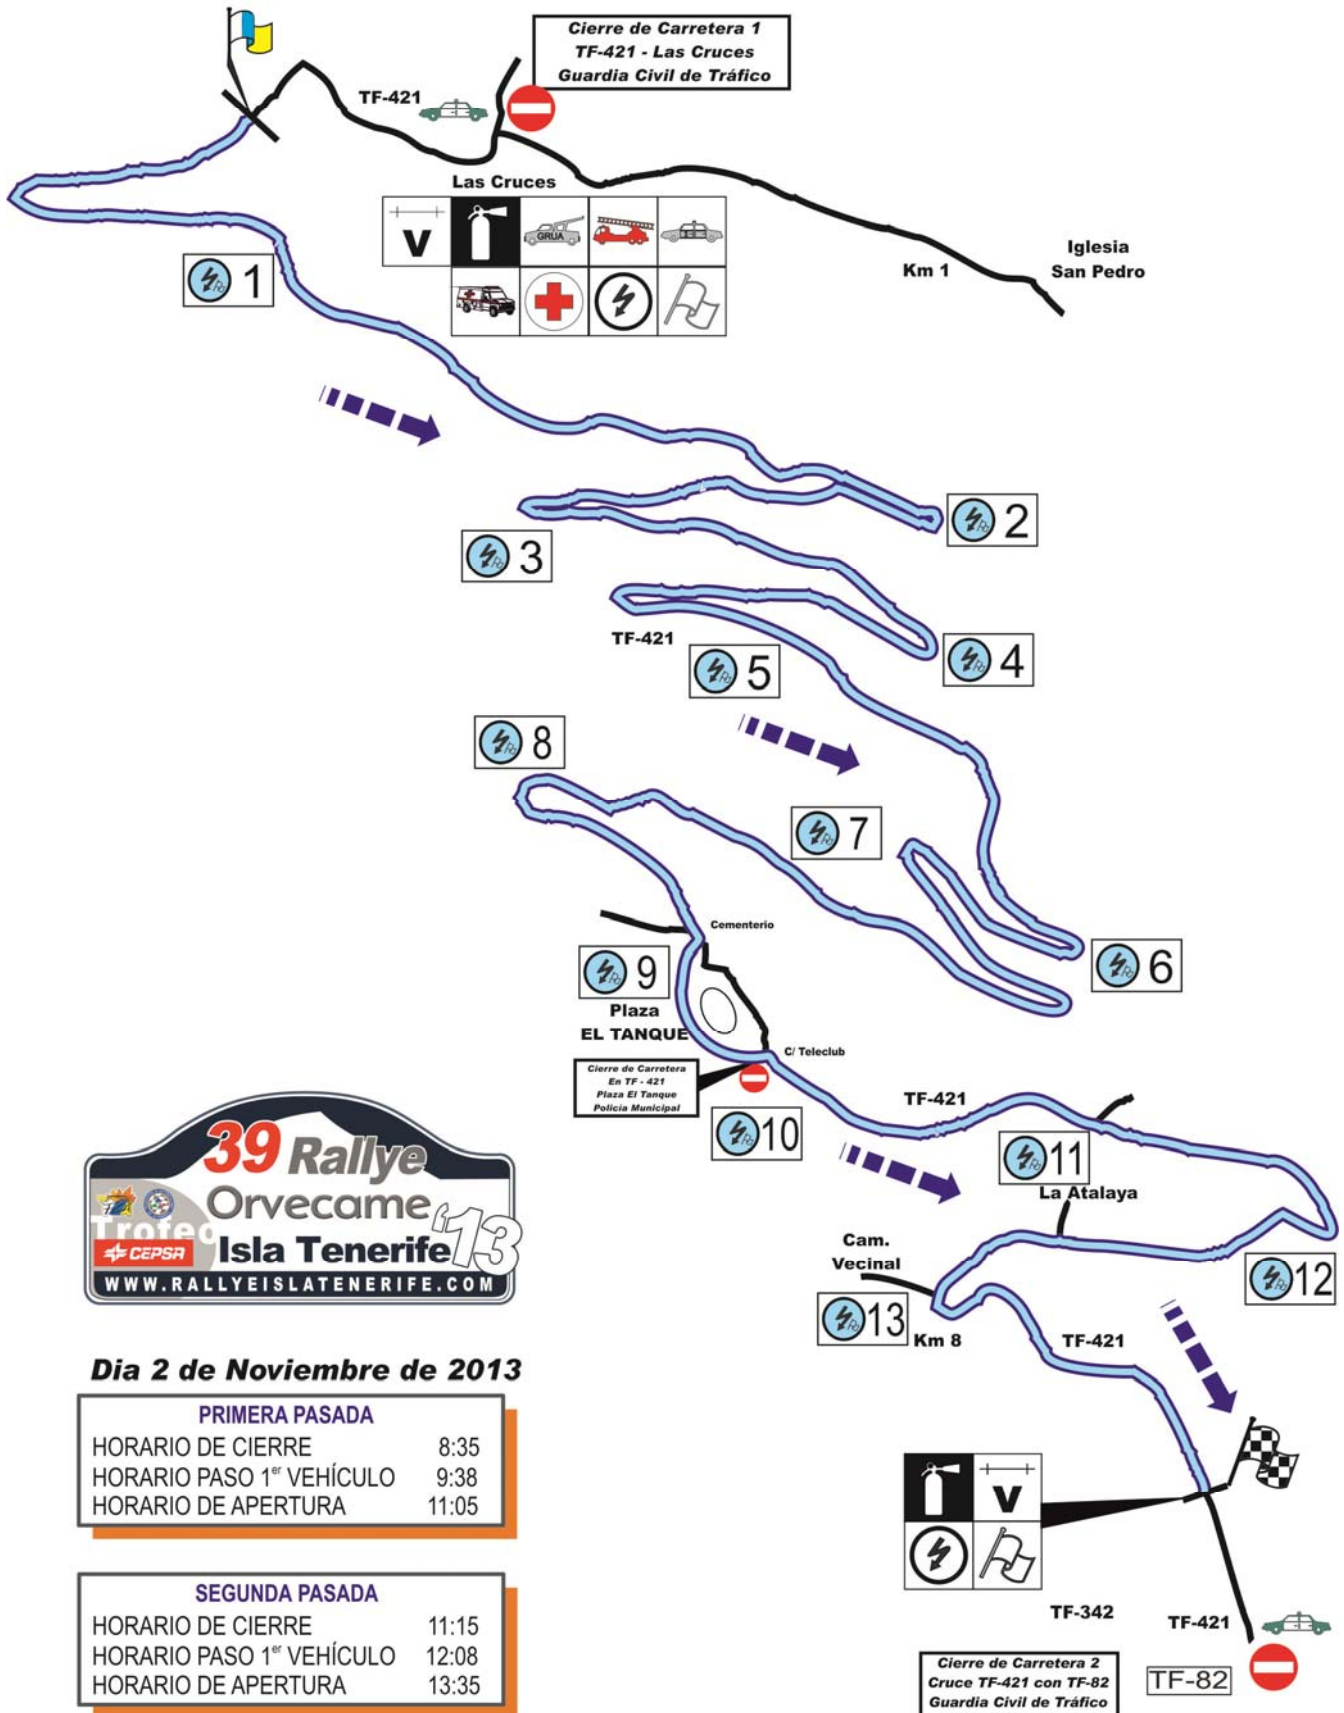 Cierre de Carretera 1
TF-421 - Las Cruces
Guardia Civil de Tráfico
TF-421
Las Cruces
V
GRUA
Km 1
Iglesia
San Pedro
1
2
3
4
TF-421
5
8
7
Cementerio
9
6
Plaza
EL TANQUE
C/ Teleclub
Cierre de Carretera
En TF - 421
Plaza El Tanque
Policia Municipal
TF-421
10
11
La Atalaya
Cam.
Vecinal
12
13
Km 8
TF-421
39 Rallye
Orvecame '13
Trofeo
CEPSA
Isla Tenerife
WWW.RALLYEISLATENERIFE.COM
Dia 2 de Noviembre de 2013
PRIMERA PASADA
HORARIO DE CIERRE 8:35
HORARIO PASO 1er VEHÍCULO 9:38
HORARIO DE APERTURA 11:05
SEGUNDA PASADA
HORARIO DE CIERRE 11:15
HORARIO PASO 1er VEHÍCULO 12:08
HORARIO DE APERTURA 13:35
V
TF-342
TF-421
Cierre de Carretera 2
Cruce TF-421 con TF-82
Guardia Civil de Tráfico
TF-82